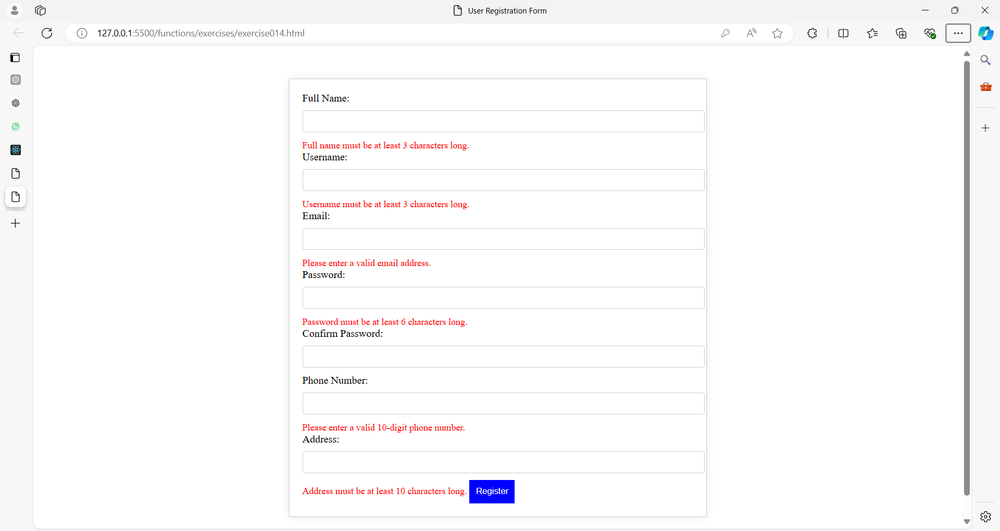 User Registration Form
127.0.0.1:5500/functions/exercises/exercise014.html
Full Name:
Full name must be at least 3 characters long.
Username:
Username must be at least 3 characters long.
Email:
Please enter a valid email address.
Password:
Password must be at least 6 characters long.
Confirm Password:
Phone Number:
Please enter a valid 10-digit phone number.
Address:
Address must be at least 10 characters long. Register